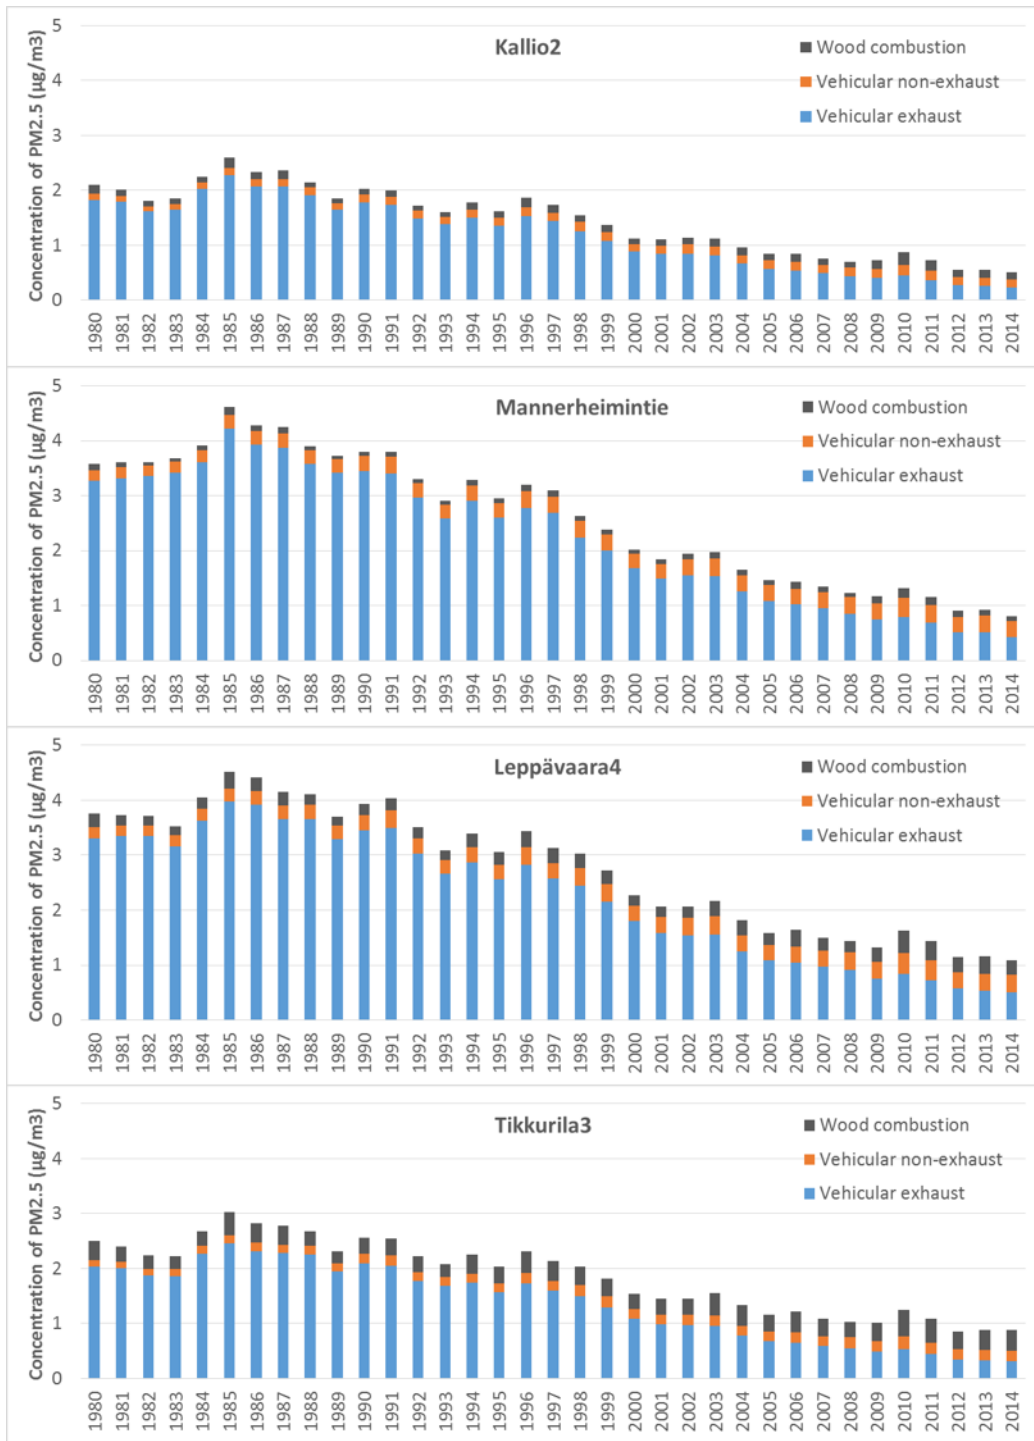 Kallio2
Concentration of PM2.5 (µg/m3)
5
4
3
2
1
0
Wood combustion
Vehicular non-exhaust
Vehicular exhaust
1980 1981 1982 1983 1984 1985 1986 1987 1988 1989 1990 1991 1992 1993 1994 1995 1996 1997 1998 1999 2000 2001 2002 2003 2004 2005 2006 2007 2008 2009 2010 2011 2012 2013 2014
Mannerheimintie
Concentration of PM2.5 (µg/m3)
5
4
3
2
1
0
Wood combustion
Vehicular non-exhaust
Vehicular exhaust
1980 1981 1982 1983 1984 1985 1986 1987 1988 1989 1990 1991 1992 1993 1994 1995 1996 1997 1998 1999 2000 2001 2002 2003 2004 2005 2006 2007 2008 2009 2010 2011 2012 2013 2014
Leppävaara4
Concentration of PM2.5 (µg/m3)
5
4
3
2
1
0
Wood combustion
Vehicular non-exhaust
Vehicular exhaust
1980 1981 1982 1983 1984 1985 1986 1987 1988 1989 1990 1991 1992 1993 1994 1995 1996 1997 1998 1999 2000 2001 2002 2003 2004 2005 2006 2007 2008 2009 2010 2011 2012 2013 2014
Tikkurila3
Concentration of PM2.5 (µg/m3)
5
4
3
2
1
0
Wood combustion
Vehicular non-exhaust
Vehicular exhaust
1980 1981 1982 1983 1984 1985 1986 1987 1988 1989 1990 1991 1992 1993 1994 1995 1996 1997 1998 1999 2000 2001 2002 2003 2004 2005 2006 2007 2008 2009 2010 2011 2012 2013 2014